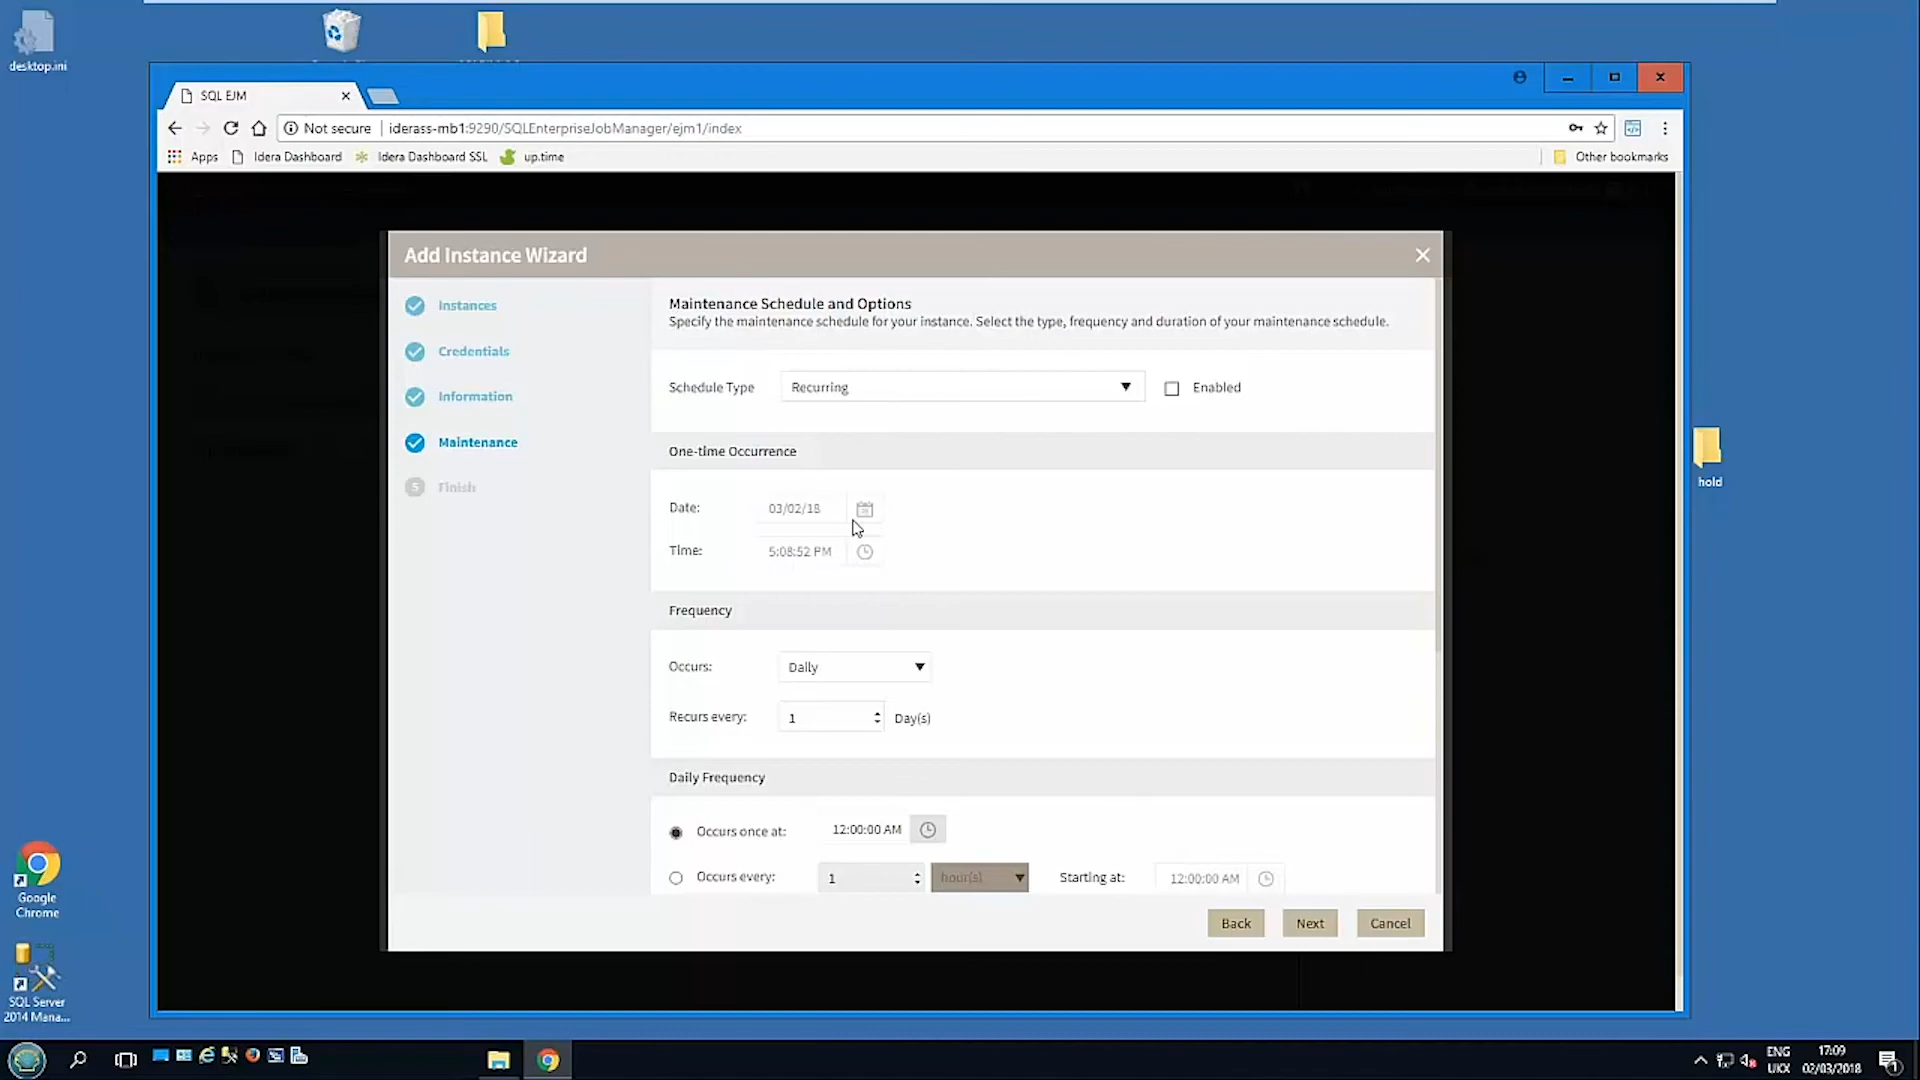 desktop.ini
SQL EJM
Not secure
iderass-mb1:9290/SQLEnterpriseJobManager/ejm1/index
Apps
Idera Dashboard
Idera Dashboard SSL
up.time
Other bookmarks
Add Instance Wizard
Instances
Credentials
Information
Maintenance
5 Finish
Maintenance Schedule and Options
Specify the maintenance schedule for your instance. Select the type, frequency and duration of your maintenance schedule.
Schedule Type
Recurring
Enabled
One-time Occurrence
Date:
03/02/18
Time:
5:08:52 PM
Frequency
Occurs:
Daily
Recurs every:
1
Day(s)
Daily Frequency
Occurs once at:
12:00:00 AM
Occurs every:
1
hour(s)
Starting at:
12:00:00 AM
Back
Next
Cancel
hold
Google
Chrome
SQL Server
2014 Mana...
ENG
UKX
17:09
02/03/2018
1